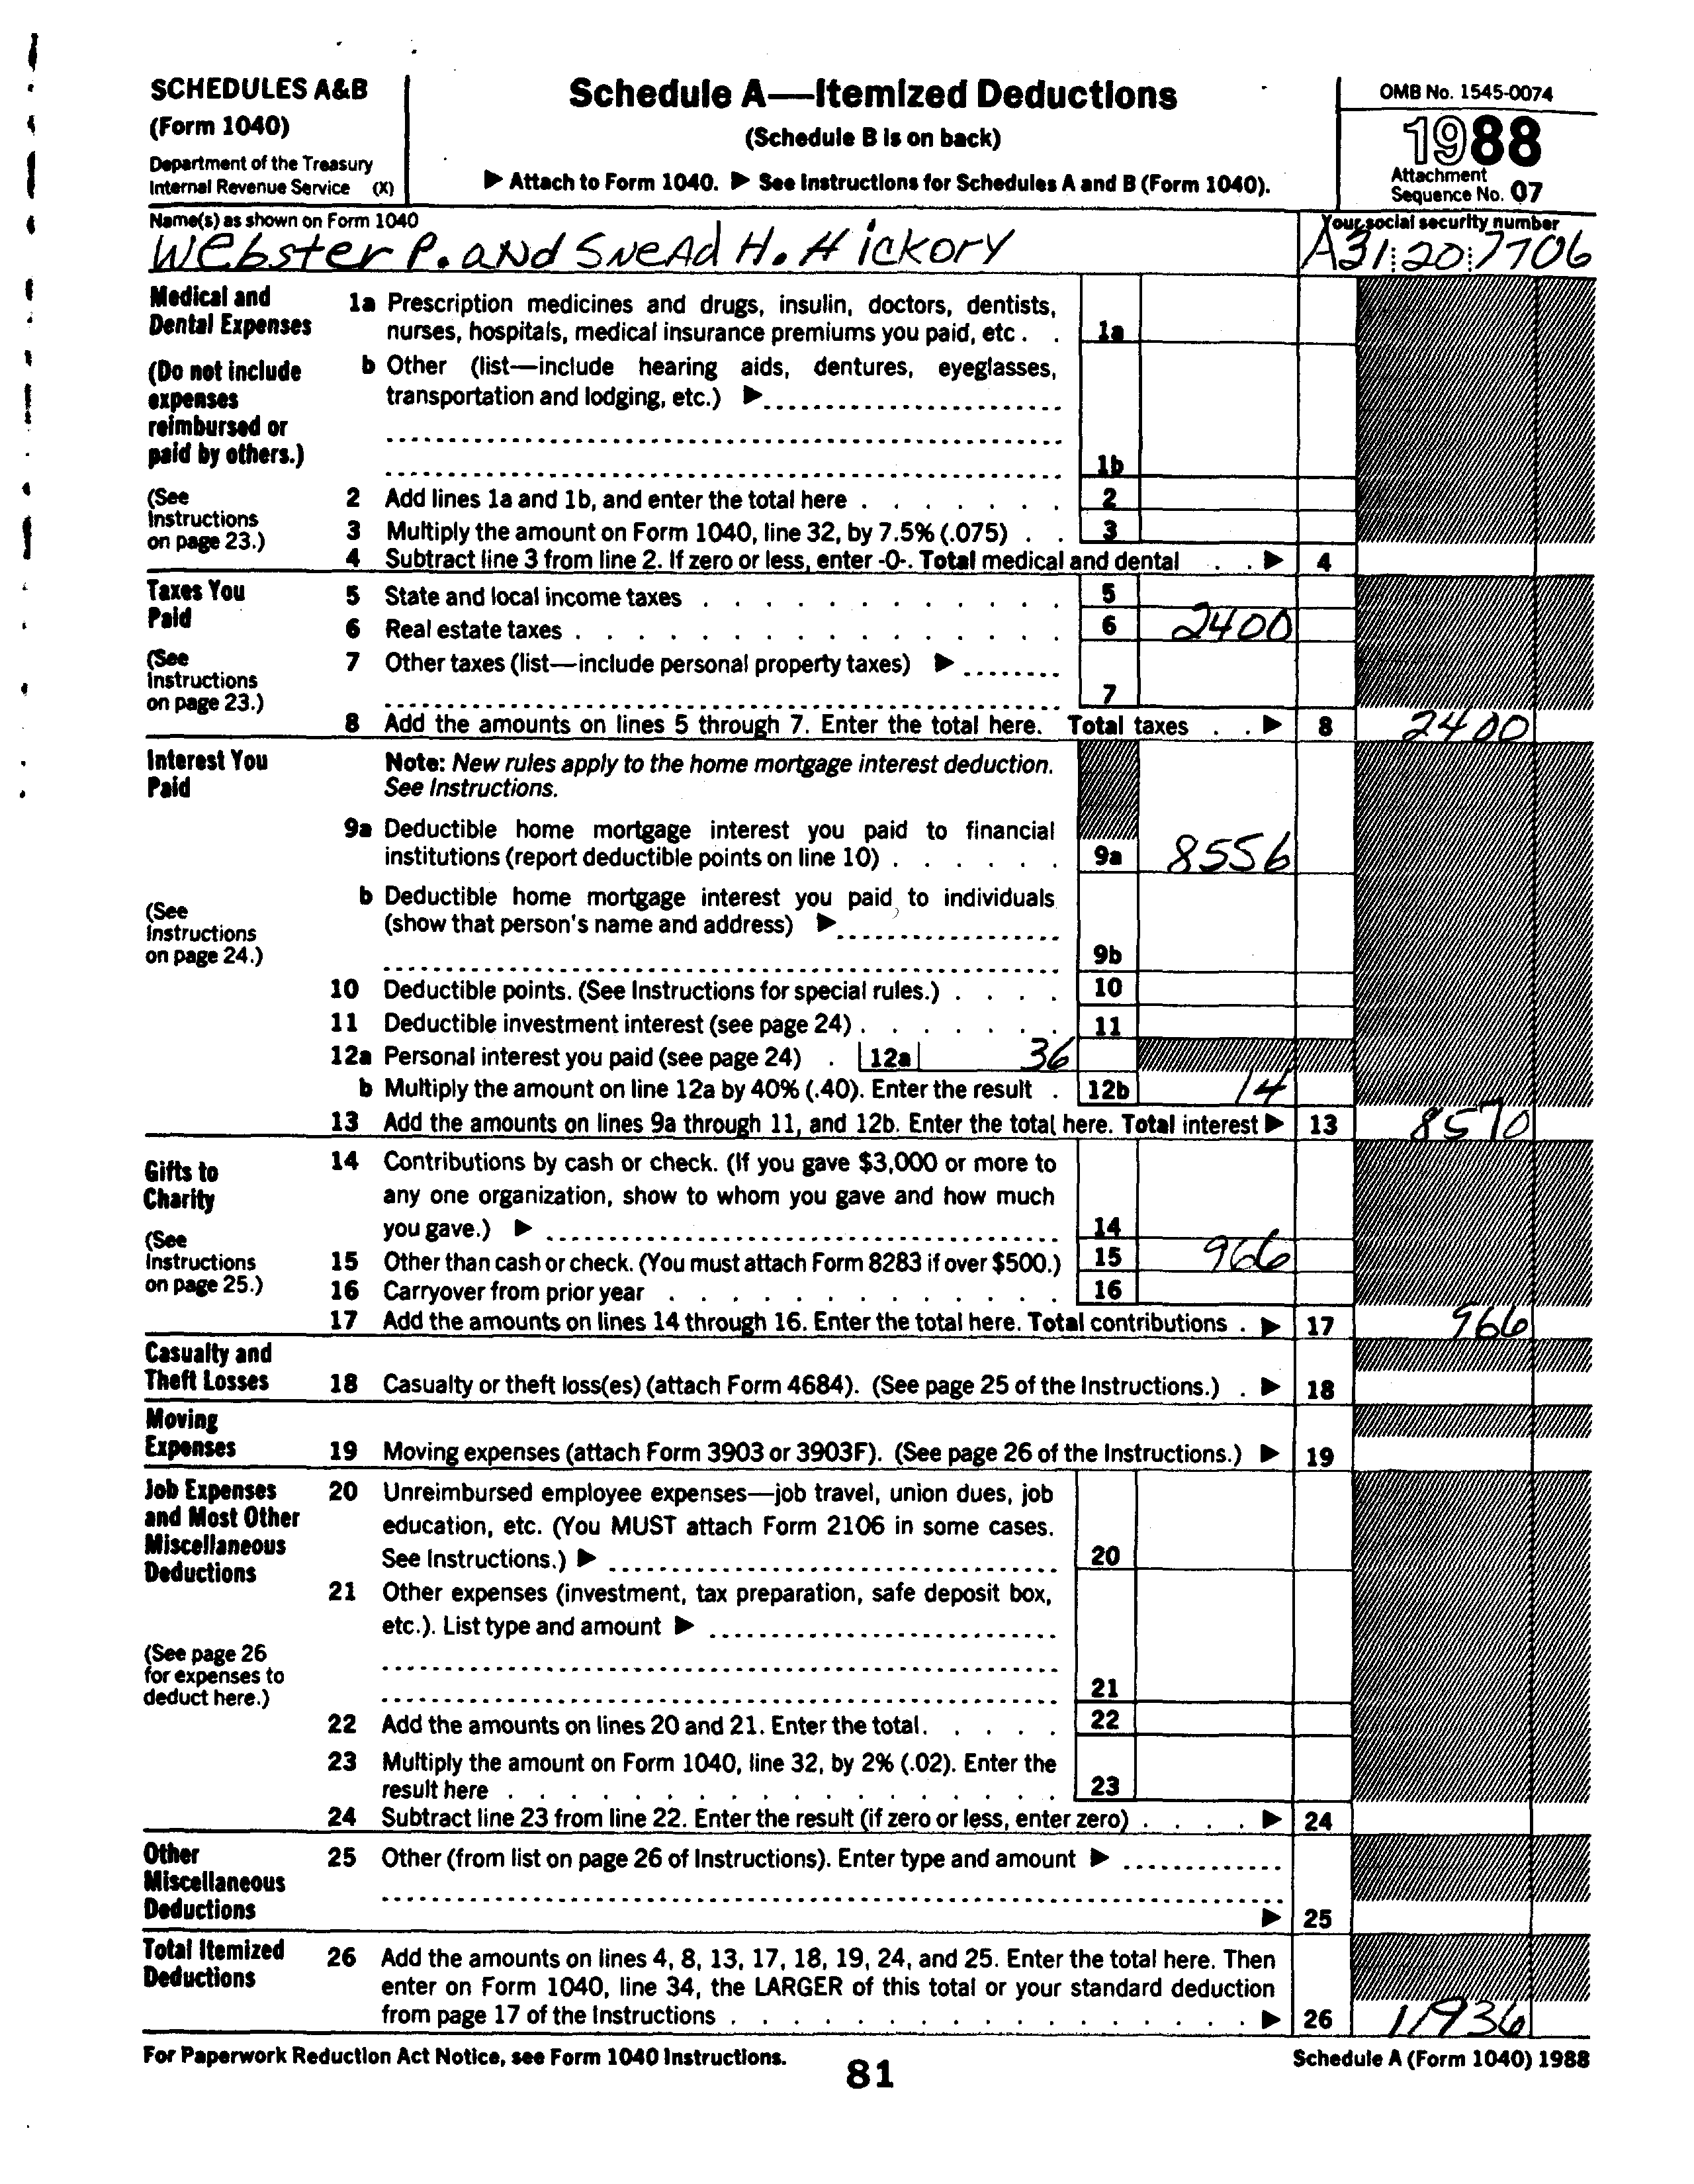 SCHEDULES A&B
(Form 1040)
Department of the Treasury
Internal Revenue Service (X)
Schedule A—Itemized Deductions
(Schedule B is on back)
▶ Attach to Form 1040. ▶ See Instructions for Schedules A and B (Form 1040).
OMB No. 1545-0074
1988
Attachment
Sequence No. 07
Name(s) as shown on Form 1040
Webster P. and Snead H. Hickory
Your social security number
A31:20:7706
Medical and
Dental Expenses
(Do not include
expenses
reimbursed or
paid by others.)
(See
Instructions
on page 23.)
1a Prescription medicines and drugs, insulin, doctors, dentists,
nurses, hospitals, medical insurance premiums you paid, etc . . 1a
b Other (list—include hearing aids, dentures, eyeglasses,
transportation and lodging, etc.) ▶
1b
2 Add lines 1a and 1b, and enter the total here . . . . . . . 2
3 Multiply the amount on Form 1040, line 32, by 7.5% (.075) . . 3
4 Subtract line 3 from line 2. If zero or less, enter -0-. Total medical and dental . . ▶ 4
Taxes You
Paid
(See
Instructions
on page 23.)
5 State and local income taxes . . . . . . . . . . . . 5
6 Real estate taxes . . . . . . . . . . . . . . . . 6 2400
7 Other taxes (list—include personal property taxes) ▶
7
8 Add the amounts on lines 5 through 7. Enter the total here. Total taxes . . ▶ 8 2400
Interest You
Paid
(See
Instructions
on page 24.)
Note: New rules apply to the home mortgage interest deduction.
See Instructions.
9a Deductible home mortgage interest you paid to financial
institutions (report deductible points on line 10) . . . . . . 9a 8556
b Deductible home mortgage interest you paid to individuals
(show that person's name and address) ▶
9b
10 Deductible points. (See Instructions for special rules.) . . . . 10
11 Deductible investment interest (see page 24) . . . . . . . 11
12a Personal interest you paid (see page 24) . 12a 36
b Multiply the amount on line 12a by 40% (.40). Enter the result . 12b 14
13 Add the amounts on lines 9a through 11, and 12b. Enter the total here. Total interest ▶ 13 8570
Gifts to
Charity
(See
Instructions
on page 25.)
14 Contributions by cash or check. (If you gave $3,000 or more to
any one organization, show to whom you gave and how much
you gave.) ▶ 14
15 Other than cash or check. (You must attach Form 8283 if over $500.) 15 966
16 Carryover from prior year . . . . . . . . . . . . . 16
17 Add the amounts on lines 14 through 16. Enter the total here. Total contributions . ▶ 17 966
Casualty and
Theft Losses
18 Casualty or theft loss(es) (attach Form 4684). (See page 25 of the Instructions.) . ▶ 18
Moving
Expenses
19 Moving expenses (attach Form 3903 or 3903F). (See page 26 of the Instructions.) ▶ 19
Job Expenses
and Most Other
Miscellaneous
Deductions
(See page 26
for expenses to
deduct here.)
20 Unreimbursed employee expenses—job travel, union dues, job
education, etc. (You MUST attach Form 2106 in some cases.
See Instructions.) ▶ 20
21 Other expenses (investment, tax preparation, safe deposit box,
etc.). List type and amount ▶
21
22 Add the amounts on lines 20 and 21. Enter the total. . . . . 22
23 Multiply the amount on Form 1040, line 32, by 2% (.02). Enter the
result here . . . . . . . . . . . . . . . . . . 23
24 Subtract line 23 from line 22. Enter the result (if zero or less, enter zero) . . . . ▶ 24
Other
Miscellaneous
Deductions
25 Other (from list on page 26 of Instructions). Enter type and amount ▶
▶ 25
Total Itemized
Deductions
26 Add the amounts on lines 4, 8, 13, 17, 18, 19, 24, and 25. Enter the total here. Then
enter on Form 1040, line 34, the LARGER of this total or your standard deduction
from page 17 of the Instructions . . . . . . . . . . . . . . . . . ▶ 26 11936
For Paperwork Reduction Act Notice, see Form 1040 Instructions.
81
Schedule A (Form 1040) 1988